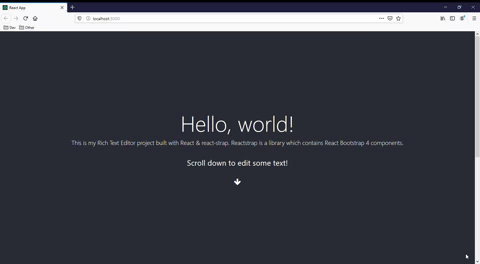 React App
localhost:3000
Dev Other
Hello, world!
This is my Rich Text Editor project built with React & react-strap. Reactstrap is a library which contains React Bootstrap 4 components.
Scroll down to edit some text!